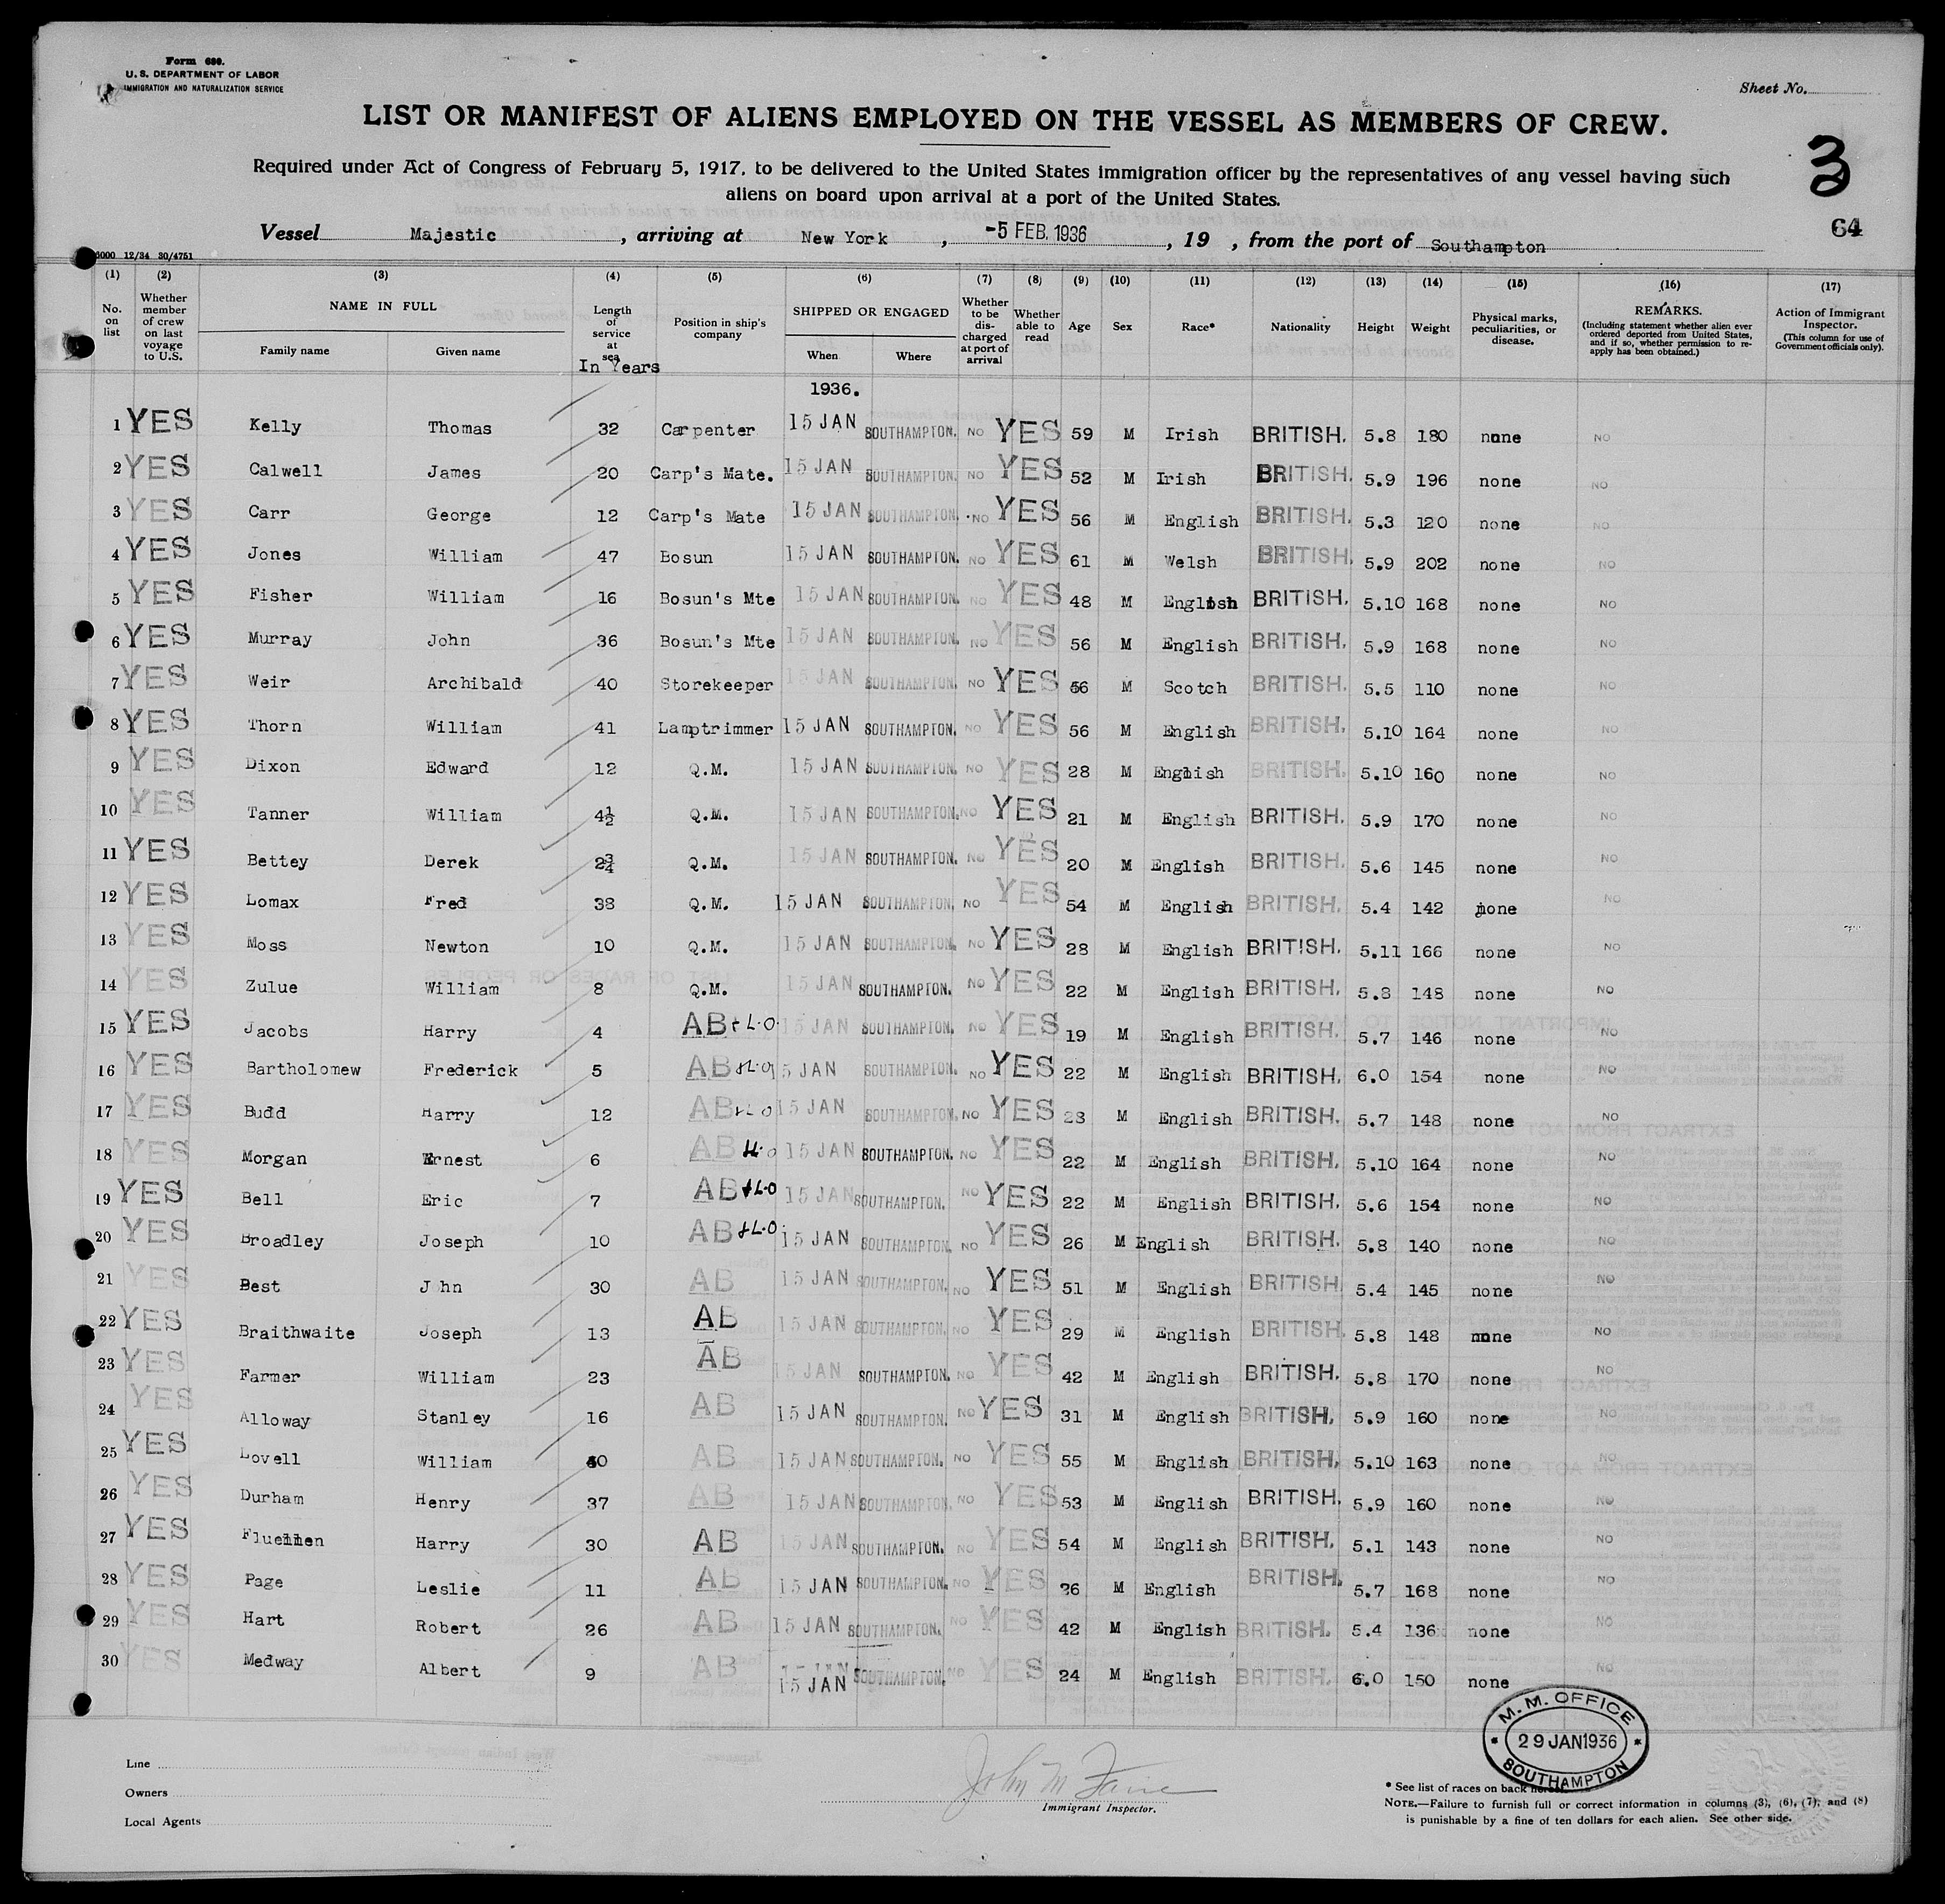 Form 680.
U. S. DEPARTMENT OF LABOR
IMMIGRATION AND NATURALIZATION SERVICE
Sheet No.
LIST OR MANIFEST OF ALIENS EMPLOYED ON THE VESSEL AS MEMBERS OF CREW.
3
Required under Act of Congress of February 5, 1917, to be delivered to the United States immigration officer by the representatives of any vessel having such
aliens on board upon arrival at a port of the United States.
64
Vessel Majestic, arriving at New York, -5 FEB. 1936, 19 , from the port of Southampton
6000 12/34 30/4751
(1) (2) (3) (4) (5) (6) (7) (8) (9) (10) (11) (12) (13) (14) (15) (16) (17)
No. on list Whether member of crew on last voyage to U.S. NAME IN FULL Family name Given name Length of service at sea In Years Position in ship's company SHIPPED OR ENGAGED When Where Whether to be dis-charged at port of arrival Whether able to read Age Sex Race* Nationality Height Weight Physical marks, peculiarities, or disease. REMARKS. (Including statement whether alien ever ordered deported from United States, and if so, whether permission to re-apply has been obtained.) Action of Immigrant Inspector. (This column for use of Government officials only).
1936.
1 YES Kelly Thomas 32 Carpenter 15 JAN SOUTHAMPTON. NO YES 59 M Irish BRITISH. 5.8 180 none NO
2 YES Calwell James 20 Carp's Mate. 15 JAN SOUTHAMPTON. NO YES 52 M Irish BRITISH. 5.9 196 none NO
3 YES Carr George 12 Carp's Mate 15 JAN SOUTHAMPTON. NO YES 56 M English BRITISH. 5.3 120 none NO
4 YES Jones William 47 Bosun 15 JAN SOUTHAMPTON. NO YES 61 M Welsh BRITISH. 5.9 202 none NO
5 YES Fisher William 16 Bosun's Mte 15 JAN SOUTHAMPTON. NO YES 48 M English BRITISH. 5.10 168 none NO
6 YES Murray John 36 Bosun's Mte 15 JAN SOUTHAMPTON. NO YES 56 M English BRITISH. 5.9 168 none NO
7 YES Weir Archibald 40 Storekeeper 15 JAN SOUTHAMPTON. NO YES 56 M Scotch BRITISH. 5.5 110 none NO
8 YES Thorn William 41 Lamptrimmer 15 JAN SOUTHAMPTON. NO YES 56 M English BRITISH. 5.10 164 none NO
9 YES Dixon Edward 12 Q.M. 15 JAN SOUTHAMPTON. NO YES 28 M English BRITISH. 5.10 160 none NO
10 YES Tanner William 4½ Q.M. 15 JAN SOUTHAMPTON. NO YES 21 M English BRITISH. 5.9 170 none NO
11 YES Bettey Derek 2¾ Q.M. 15 JAN SOUTHAMPTON. NO YES 20 M English BRITISH. 5.6 145 none NO
12 YES Lomax Fred 38 Q.M. 15 JAN SOUTHAMPTON. NO YES 54 M English BRITISH. 5.4 142 none NO
13 YES Moss Newton 10 Q.M. 15 JAN SOUTHAMPTON. NO YES 28 M English BRITISH. 5.11 166 none NO
14 YES Zulue William 8 Q.M. 15 JAN SOUTHAMPTON. NO YES 22 M English BRITISH. 5.8 148 none NO
15 YES Jacobs Harry 4 AB + L.O. 15 JAN SOUTHAMPTON. NO YES 19 M English BRITISH. 5.7 146 none NO
16 YES Bartholomew Frederick 5 AB + L.O 15 JAN SOUTHAMPTON. NO YES 22 M English BRITISH. 6.0 154 none NO
17 YES Budd Harry 12 AB + L O 15 JAN SOUTHAMPTON. NO YES 28 M English BRITISH. 5.7 148 none NO
18 YES Morgan Ernest 6 AB + L.O 15 JAN SOUTHAMPTON. NO YES 22 M English BRITISH. 5.10 164 none NO
19 YES Bell Eric 7 AB + L.O 15 JAN SOUTHAMPTON. NO YES 22 M English BRITISH. 5.6 154 none NO
20 YES Broadley Joseph 10 AB + L.O. 15 JAN SOUTHAMPTON. NO YES 26 M English BRITISH. 5.8 140 none NO
21 YES Best J hn 30 AB 15 JAN SOUTHAMPTON. NO YES 51 M English BRITISH 5.4 145 none NO
22 YES Braithwaite Joseph 13 AB 15 JAN SOUTHAMPTON. NO YES 29 M English BRITISH 5.8 148 none NO
23 YES Farmer William 23 AB 15 JAN SOUTHAMPTON. NO YES 42 M English BRITISH. 5.8 170 none NO
24 YES Alloway Stanley 16 AB 15 JAN SOUTHAMPTON. NO YES 31 M English BRITISH. 5.9 160 none NO
25 YES Lovell William 40 AB 15 JAN SOUTHAMPTON. NO YES 55 M English BRITISH. 5.10 163 none NO
26 YES Durham Henry 37 AB 15 JAN SOUTHAMPTON. NO YES 53 M English BRITISH. 5.9 160 none NO
27 YES Harry 30 AB 15 JAN SOUTHAMPTON. NO YES 54 M English BRITISH. 5.1 143 none NO
28 YES Page Leslie 11 AB 15 JAN SOUTHAMPTON. NO YES 36 M English BRITISH. 5.7 168 none NO
29 YES Hart Robert 26 AB 15 JAN SOUTHAMPTON. NO YES 42 M English BRITISH. 5.4 136 none NO
30 YES Medway Albert 9 AB 15 JAN SOUTHAMPTON. NO YES 24 M English BRITISH. 6.0 150 none NO
M. M. OFFICE
29 JAN 1936
SOUTHAMPTON
Line
Owners
Local Agents
Immigrant Inspector.
* See list of races on back hereof.
NOTE.—Failure to furnish full or correct information in columns (3), (6), (7), and (8)
is punishable by a fine of ten dollars for each alien. See other side.